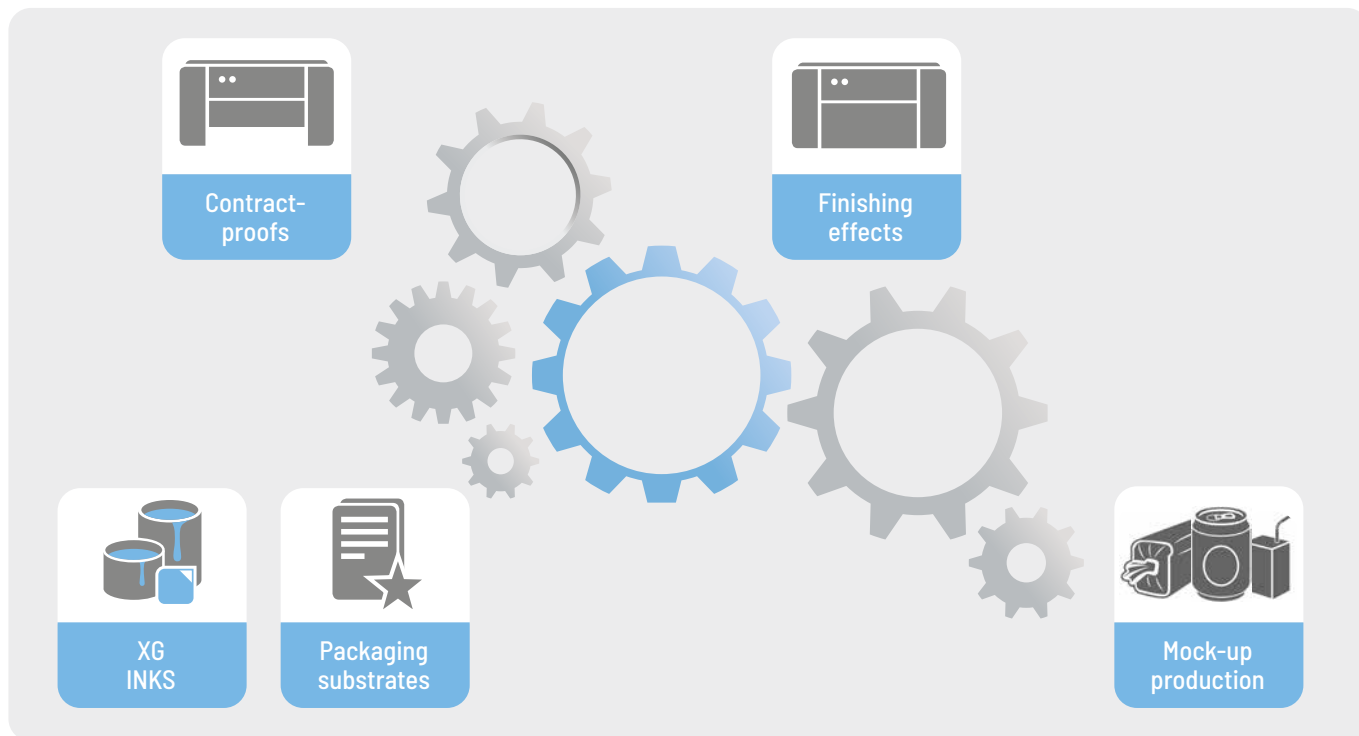 Contract-
proofs
Finishing
effects
XG
INKS
Packaging
substrates
Mock-up
production